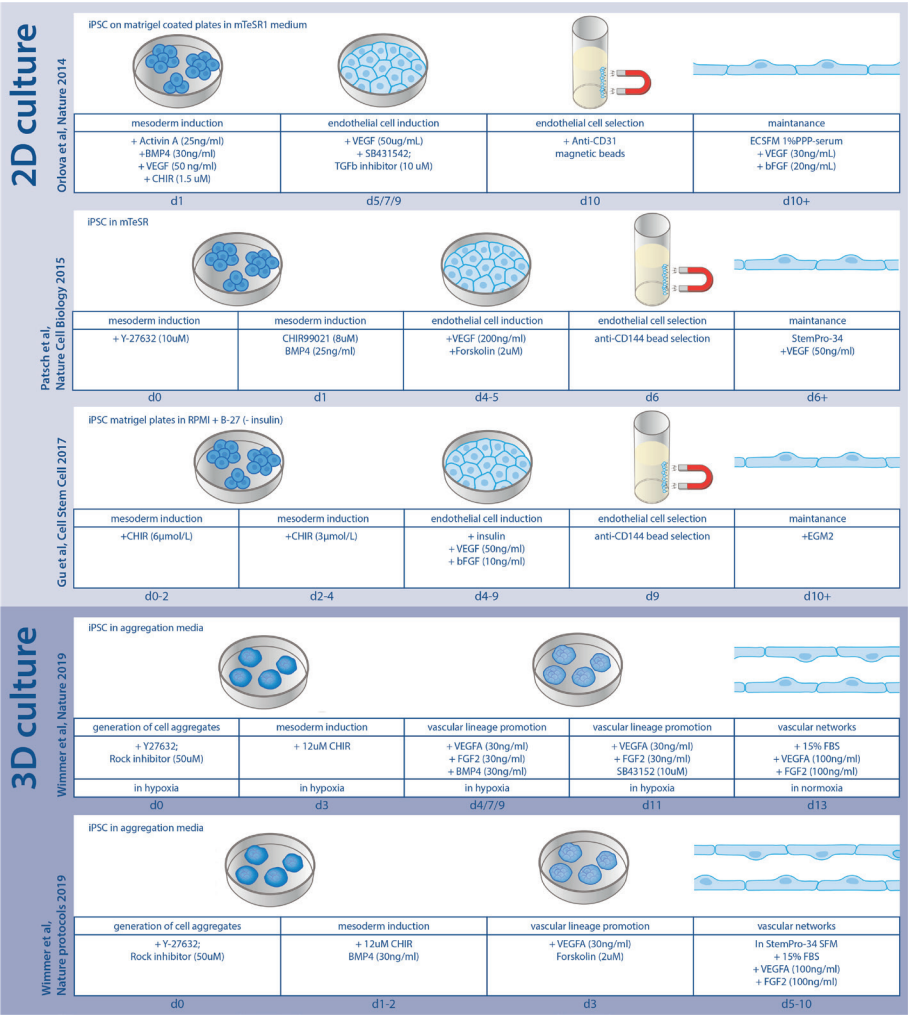 2D culture
Orlova et al, Nature 2014
iPSC on matrigel coated plates in mTeSR1 medium
mesoderm induction
+ Activin A (25ng/ml)
+BMP4 (30ng/ml)
+ VEGF (50 ng/ml)
+ CHIR (1.5 uM)
d1
endothelial cell induction
+ VEGF (50ug/mL)
+ SB431542;
TGFb inhibitor (10 uM)
d5/7/9
endothelial cell selection
+ Anti-CD31
magnetic beads
d10
maintanance
ECSFM 1%PPP-serum
+ VEGF (30ng/mL)
+ bFGF (20ng/mL)
d10+
Patsch et al,
Nature Cell Biology 2015
iPSC in mTeSR
mesoderm induction
+ Y-27632 (10uM)
d0
mesoderm induction
CHIR99021 (8uM)
BMP4 (25ng/ml)
d1
endothelial cell induction
+VEGF (200ng/ml)
+Forskolin (2uM)
d4-5
endothelial cell selection
anti-CD144 bead selection
d6
maintanance
StemPro-34
+VEGF (50ng/ml)
d6+
Gu et al, Cell Stem Cell 2017
iPSC matrigel plates in RPMI + B-27 (- insulin)
mesoderm induction
+CHIR (6μmol/L)
d0-2
mesoderm induction
+CHIR (3μmol/L)
d2-4
endothelial cell induction
+ insulin
+ VEGF (50ng/ml)
+ bFGF (10ng/ml)
d4-9
endothelial cell selection
anti-CD144 bead selection
d9
maintanance
+EGM2
d10+
3D culture
Wimmer et al, Nature 2019
iPSC in aggregation media
generation of cell aggregates
+ Y27632;
Rock inhibitor (50uM)
in hypoxia
d0
mesoderm induction
+ 12uM CHIR
in hypoxia
d3
vascular lineage promotion
+ VEGFA (30ng/ml)
+ FGF2 (30ng/ml)
+ BMP4 (30ng/ml)
in hypoxia
d4/7/9
vascular lineage promotion
+ VEGFA (30ng/ml)
+ FGF2 (30ng/ml)
SB43152 (10uM)
in hypoxia
d11
vascular networks
+ 15% FBS
+ VEGFA (100ng/ml)
+ FGF2 (100ng/ml)
in normoxia
d13
Wimmer et al,
Nature protocols 2019
iPSC in aggregation media
generation of cell aggregates
+ Y-27632;
Rock inhibitor (50uM)
d0
mesoderm induction
+ 12uM CHIR
BMP4 (30ng/ml)
d1-2
vascular lineage promotion
+ VEGFA (30ng/ml)
Forskolin (2uM)
d3
vascular networks
In StemPro-34 SFM
+ 15% FBS
+ VEGFA (100ng/ml)
+ FGF2 (100ng/ml)
d5-10